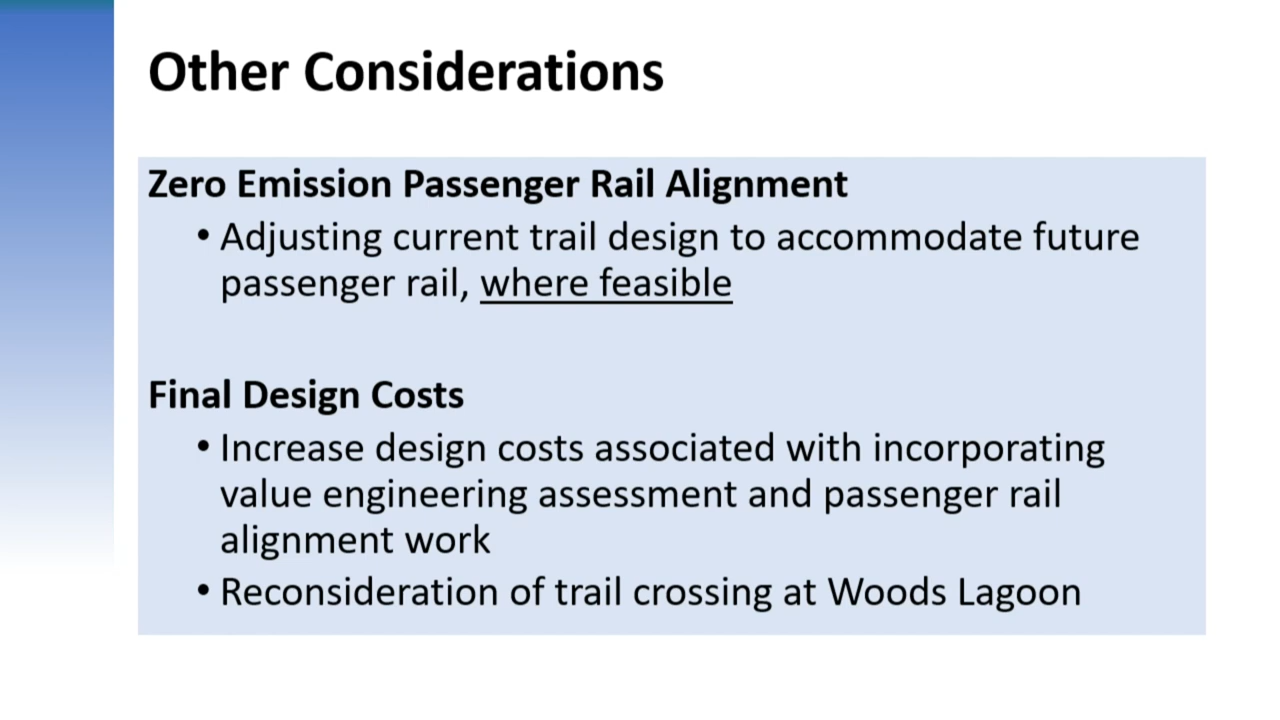 Other Considerations
Zero Emission Passenger Rail Alignment
• Adjusting current trail design to accommodate future
passenger rail, where feasible
Final Design Costs
• Increase design costs associated with incorporating
value engineering assessment and passenger rail
alignment work
• Reconsideration of trail crossing at Woods Lagoon